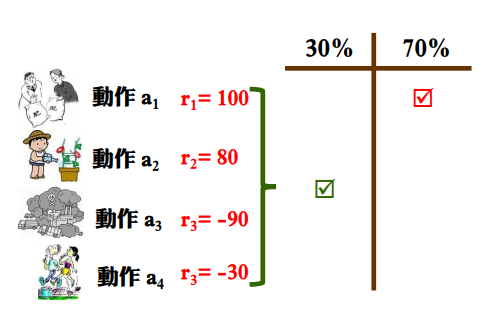 30% 70%
動作 a1 r1= 100
動作 a2 r2= 80
動作 a3 r3= -90
動作 a4 r3= -30